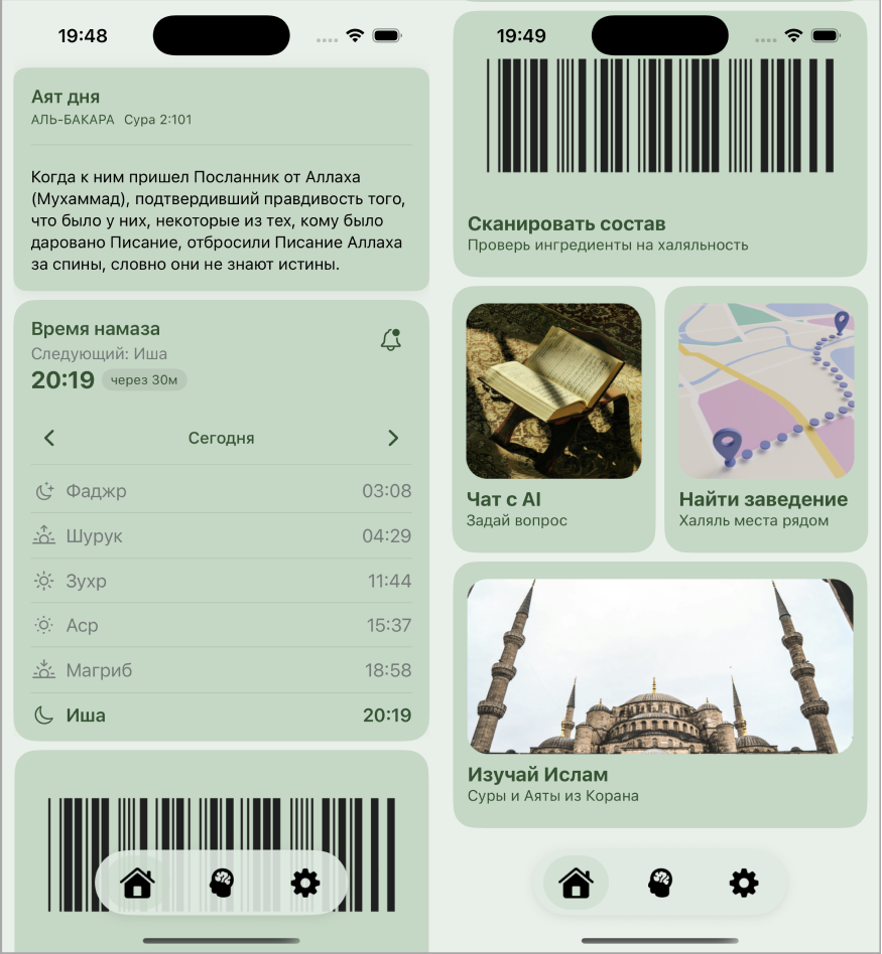 19:48
Аят дня
АЛЬ-БАКАРА Сура 2:101
Когда к ним пришел Посланник от Аллаха
(Мухаммад), подтвердивший правдивость того,
что было у них, некоторые из тех, кому было
даровано Писание, отбросили Писание Аллаха
за спины, словно они не знают истины.
Время намаза
Следующий: Иша
20:19 через 30м
Сегодня
Фаджр 03:08
Шурук 04:29
Зухр 11:44
Аср 15:37
Магриб 18:58
Иша 20:19
19:49
Сканировать состав
Проверь ингредиенты на халяльность
Чат с AI
Задай вопрос
Найти заведение
Халяль места рядом
Изучай Ислам
Суры и Аяты из Корана